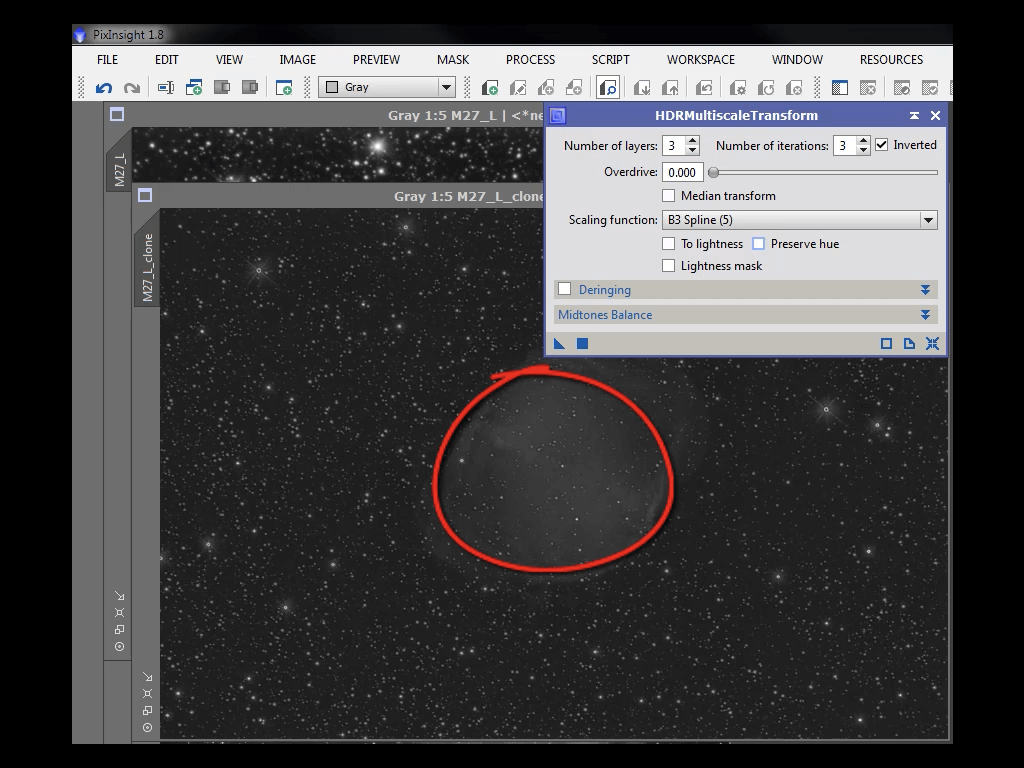 PixInsight 1.8
FILE EDIT VIEW IMAGE PREVIEW MASK PROCESS SCRIPT WORKSPACE WINDOW RESOURCES
Gray
Gray 1:5 M27_L | <*ne
M27_L
Gray 1:5 M27_L_clone
M27_L_clone
HDRMultiscaleTransform
Number of layers: 3 Number of iterations: 3 Inverted
Overdrive: 0.000
Median transform
Scaling function: B3 Spline (5)
To lightness Preserve hue
Lightness mask
Deringing
Midtones Balance